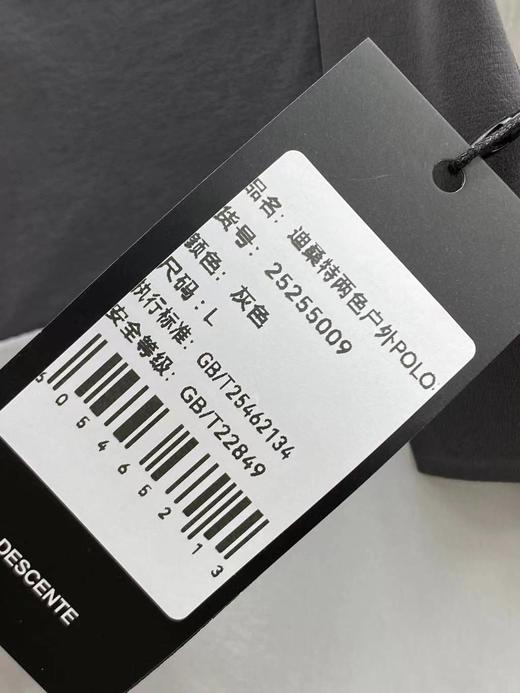 品名：迪桑特两色户外POLO
货号：25255009
颜色：灰色
尺码：L
执行标准：GB/T25462134
安全等级：GB/T22849
605465213
DESCENTE